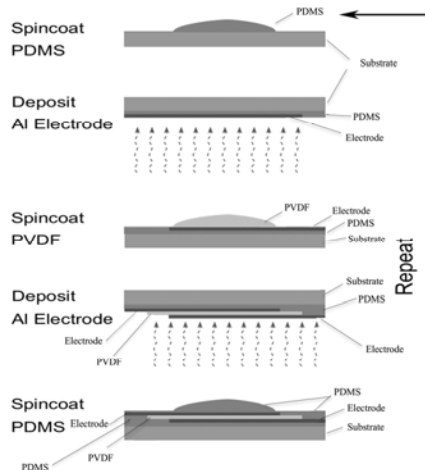 Spincoat
PDMS
PDMS
Substrate
Deposit
Al Electrode
PDMS
Electrode
Spincoat
PVDF
PVDF
Electrode
PDMS
Substrate
Repeat
Deposit
Al Electrode
Substrate
PDMS
Electrode
PVDF
Electrode
Spincoat
PDMS
PDMS
Electrode
Electrode
Substrate
PDMS
PVDF